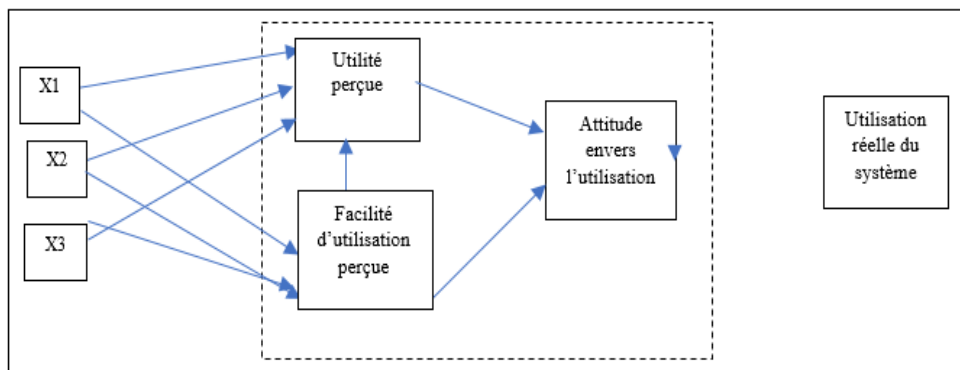 X1
X2
X3
Utilité
perçue
Facilité
d’utilisation
perçue
Attitude
envers
l’utilisation
Utilisation
réelle du
système